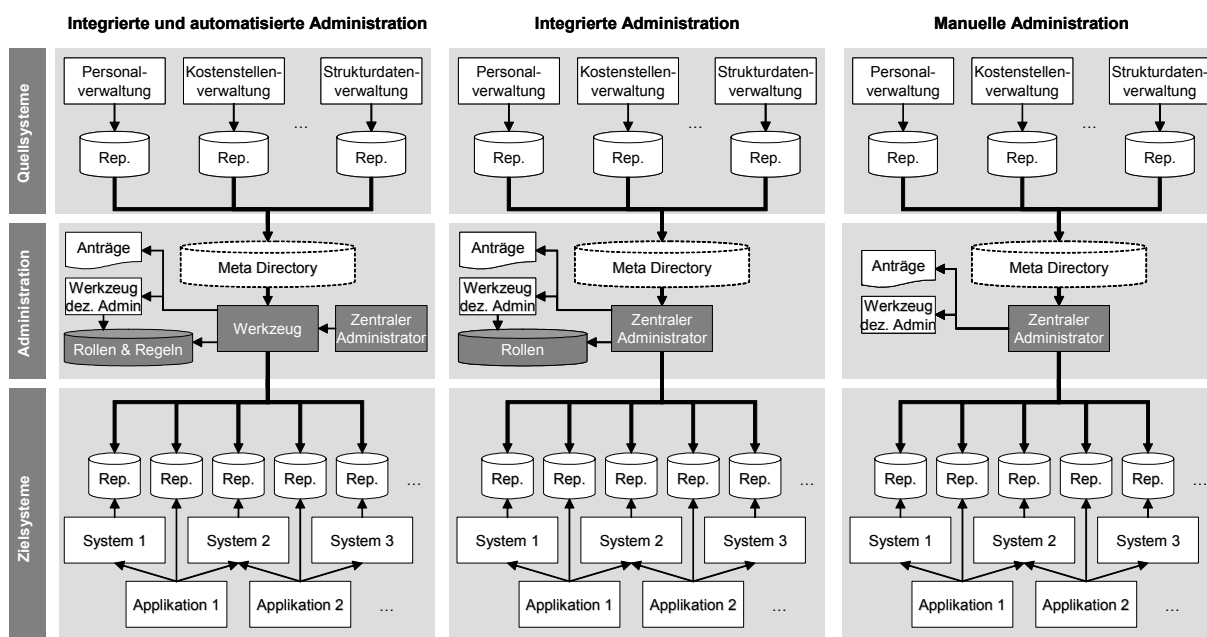 Integrierte und automatisierte Administration
Integrierte Administration
Manuelle Administration
Quellsysteme
Personal-
verwaltung
Kostenstellen-
verwaltung
Strukturdaten-
verwaltung
...
Rep.
Rep.
Rep.
Personal-
verwaltung
Kostenstellen-
verwaltung
Strukturdaten-
verwaltung
...
Rep.
Rep.
Rep.
Personal-
verwaltung
Kostenstellen-
verwaltung
Strukturdaten-
verwaltung
...
Rep.
Rep.
Rep.
Administration
Anträge
Meta Directory
Werkzeug
dez. Admin
Werkzeug
Zentraler
Administrator
Rollen & Regeln
Anträge
Meta Directory
Werkzeug
dez. Admin
Zentraler
Administrator
Rollen
Anträge
Meta Directory
Werkzeug
dez. Admin
Zentraler
Administrator
Zielsysteme
Rep.
Rep.
Rep.
Rep.
Rep.
...
System 1
System 2
System 3
Applikation 1
Applikation 2
...
Rep.
Rep.
Rep.
Rep.
Rep.
...
System 1
System 2
System 3
Applikation 1
Applikation 2
...
Rep.
Rep.
Rep.
Rep.
Rep.
...
System 1
System 2
System 3
Applikation 1
Applikation 2
...